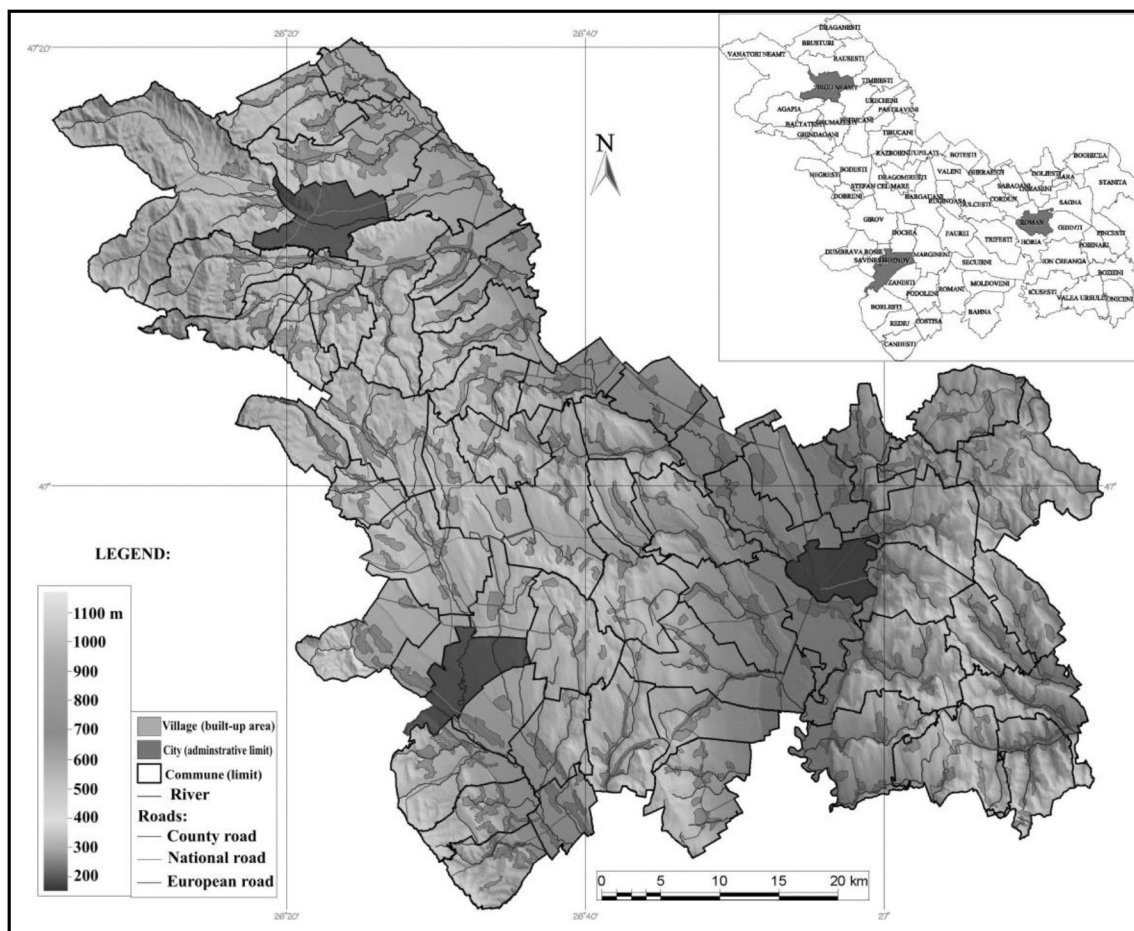 26°20'
26°40'
47°20'
N
DRAGANESTI
BRUSTURI
VANATORI NEAMT
RAUSESTI
TIMISESTI
URECHENI
AGAPIA
PASTRAVENI
BALTATESTI
GHINDAOANI
TIBUCANI
RAZBOIENI
TUPILATI
BOTESTI
BOGHICEA
BODESTI
NEGRESTI
DRAGOMIRESTI
VALENI
GHERAESTI
DOLJESTI
STANITA
STEFAN CEL MARE
SABAOANI
DOBRENI
BARGAUANI
RUGINOASA
DULCESTI
CORDUN
SAGNA
GIROV
ROMAN
DOCHIA
FAUREI
GADINTI
TRIFESTI
HORIA
PINCESTI
POIENARI
DUMBRAVA ROSIE
MARGINENI
SECUIENI
ION CREANGA
BOZIENI
ZANESTI
ROMANI
MOLDOVENI
PODOLENI
ICUSESTI
VALEA URSULUI
ONICENI
BORLESTI
BAHNA
REDIU
COSTISA
CANDESTI
47°
47°
LEGEND:
1100 m
1000
900
800
700
600
500
400
300
200
Village (built-up area)
City (adminstrative limit)
Commune (limit)
River
Roads:
County road
National road
European road
0 5 10 15 20 km
26°20'
26°40'
27°